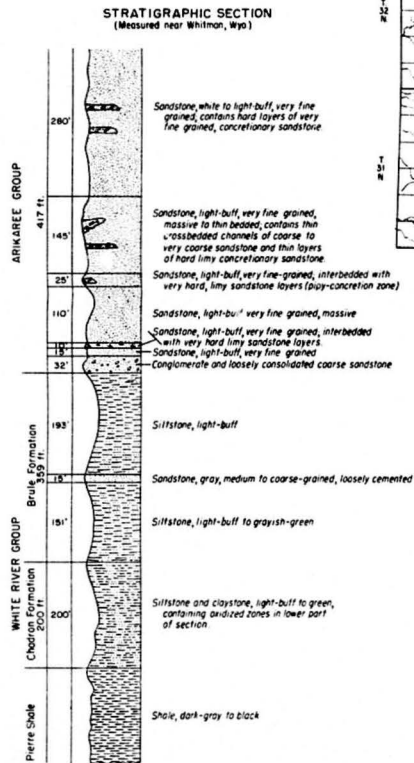 STRATIGRAPHIC SECTION
(Measured near Whitman, Wyo.)
T
32
N
T
31
N
ARIKAREE GROUP
417 ft.
280'
Sandstone, white to light-buff, very fine
grained, contains hard layers of very
fine grained, concretionary sandstone.
145'
Sandstone, light-buff, very fine grained,
massive to thin bedded, contains thin
crossbedded channels of coarse to
very coarse sandstone and thin layers
of hard limy concretionary sandstone.
25'
Sandstone, light-buff, very fine-grained, interbedded with
very hard, limy sandstone layers (pipy-concretion zone)
110'
Sandstone, light-buff very fine grained, massive
10'
Sandstone, light-buff, very fine grained, interbedded
with very hard limy sandstone layers.
15'
Sandstone, light-buff, very fine grained
32'
Conglomerate and loosely consolidated coarse sandstone
WHITE RIVER GROUP
Brule Formation
359 ft.
193'
Siltstone, light-buff
15'
Sandstone, gray, medium to coarse-grained, loosely cemented
151'
Siltstone, light-buff to grayish-green
Chadron Formation
200 ft.
200'
Siltstone and claystone, light-buff to green,
containing oxidized zones in lower part
of section.
Pierre Shale
Shale, dark-gray to black